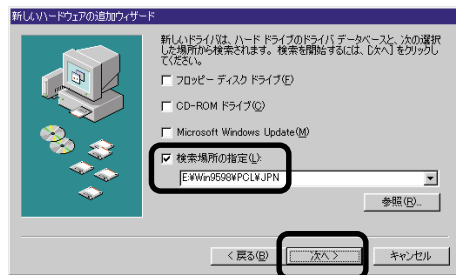 新しいハードウェアの追加ウィザード
新しいドライバは、ハード ドライブのドライバ データベースと、次の選択
した場所から検索されます。検索を開始するには、[次へ] をクリックし
てください。
フロッピー ディスク ドライブ(F)
CD-ROM ドライブ(C)
Microsoft Windows Update(M)
検索場所の指定(L):
E:¥Win9598¥PCL¥JPN
参照(R)...
< 戻る(B)
次へ >
キャンセル